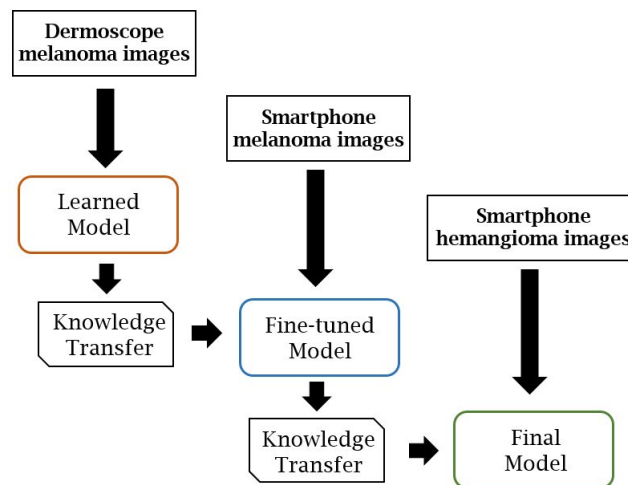 Dermoscope
melanoma images
Smartphone
melanoma images
Learned
Model
Smartphone
hemangioma images
Knowledge
Transfer
Fine-tuned
Model
Knowledge
Transfer
Final
Model